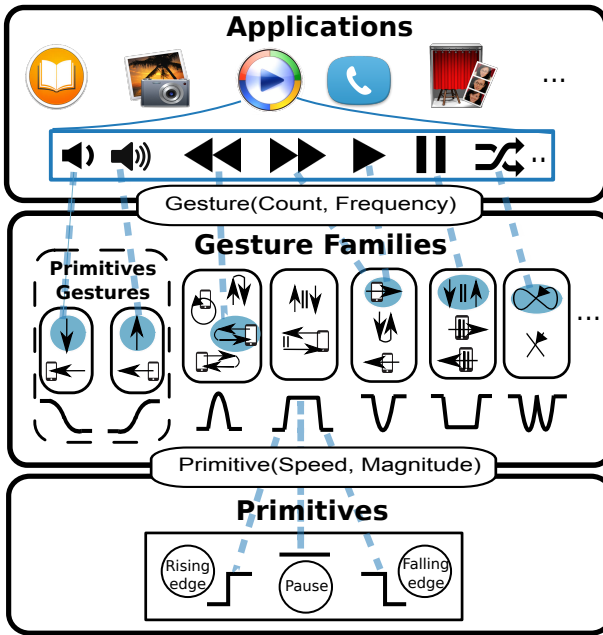 Applications
...
..
Gesture(Count, Frequency)
Gesture Families
Primitives
Gestures
...
Primitive(Speed, Magnitude)
Primitives
Rising
edge
Pause
Falling
edge